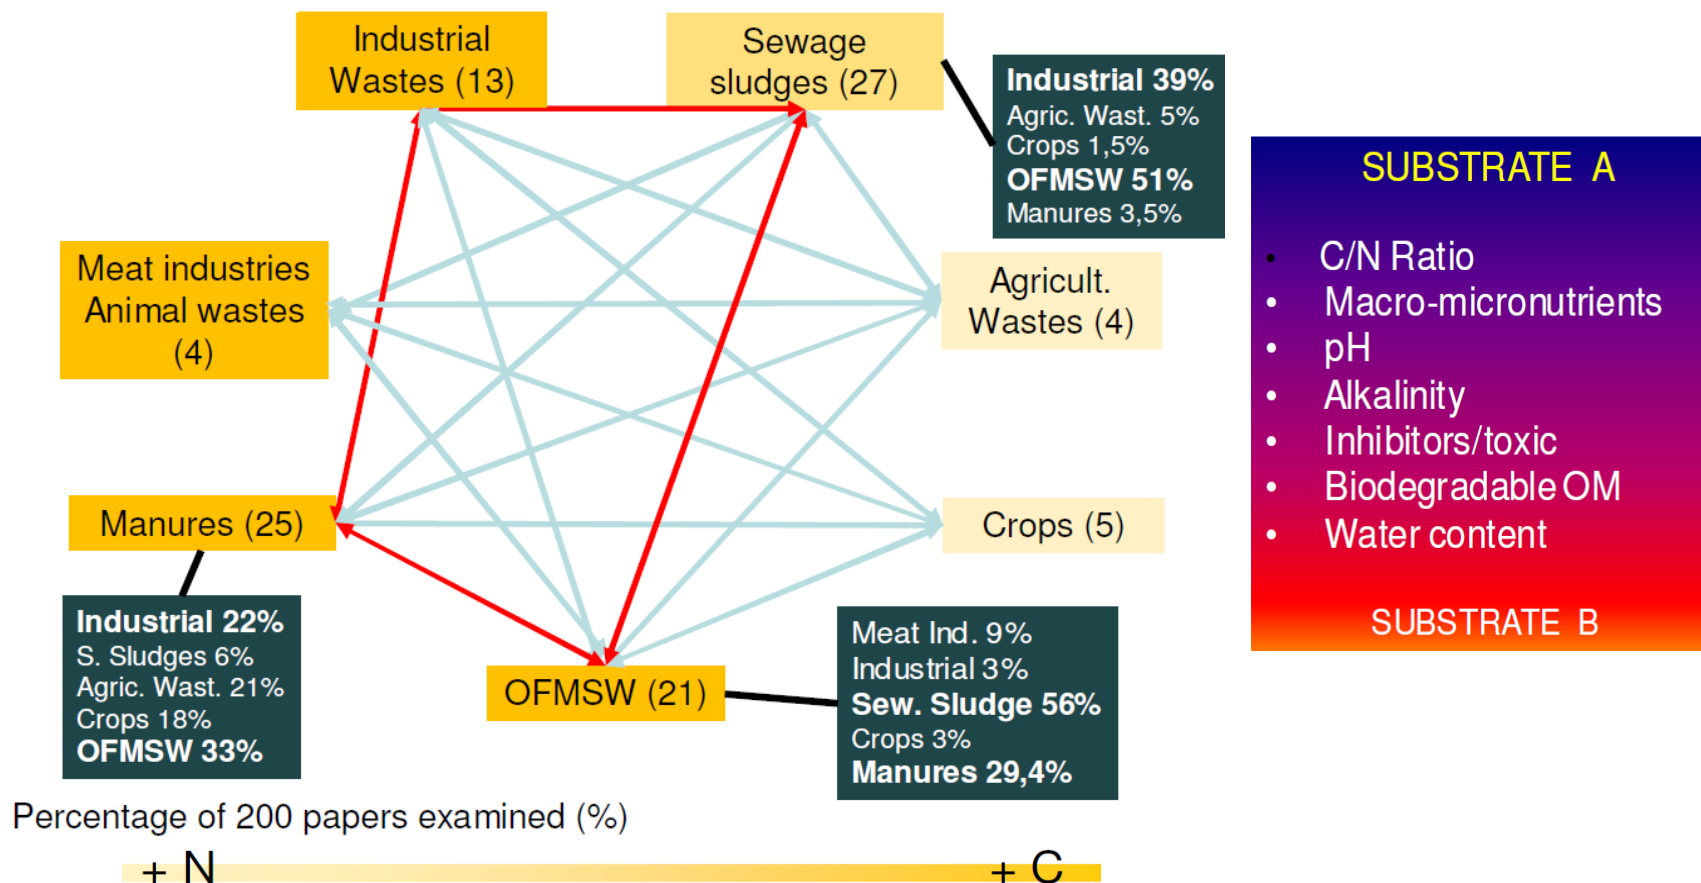 Industrial
Wastes (13)
Sewage
sludges (27)
Industrial 39%
Agric. Wast. 5%
Crops 1,5%
OFMSW 51%
Manures 3,5%
Meat industries
Animal wastes
(4)
Agricult.
Wastes (4)
Manures (25)
Crops (5)
Industrial 22%
S. Sludges 6%
Agric. Wast. 21%
Crops 18%
OFMSW 33%
OFMSW (21)
Meat Ind. 9%
Industrial 3%
Sew. Sludge 56%
Crops 3%
Manures 29,4%
Percentage of 200 papers examined (%)
+ N
+ C
SUBSTRATE A
• C/N Ratio
• Macro-micronutrients
• pH
• Alkalinity
• Inhibitors/toxic
• Biodegradable OM
• Water content
SUBSTRATE B